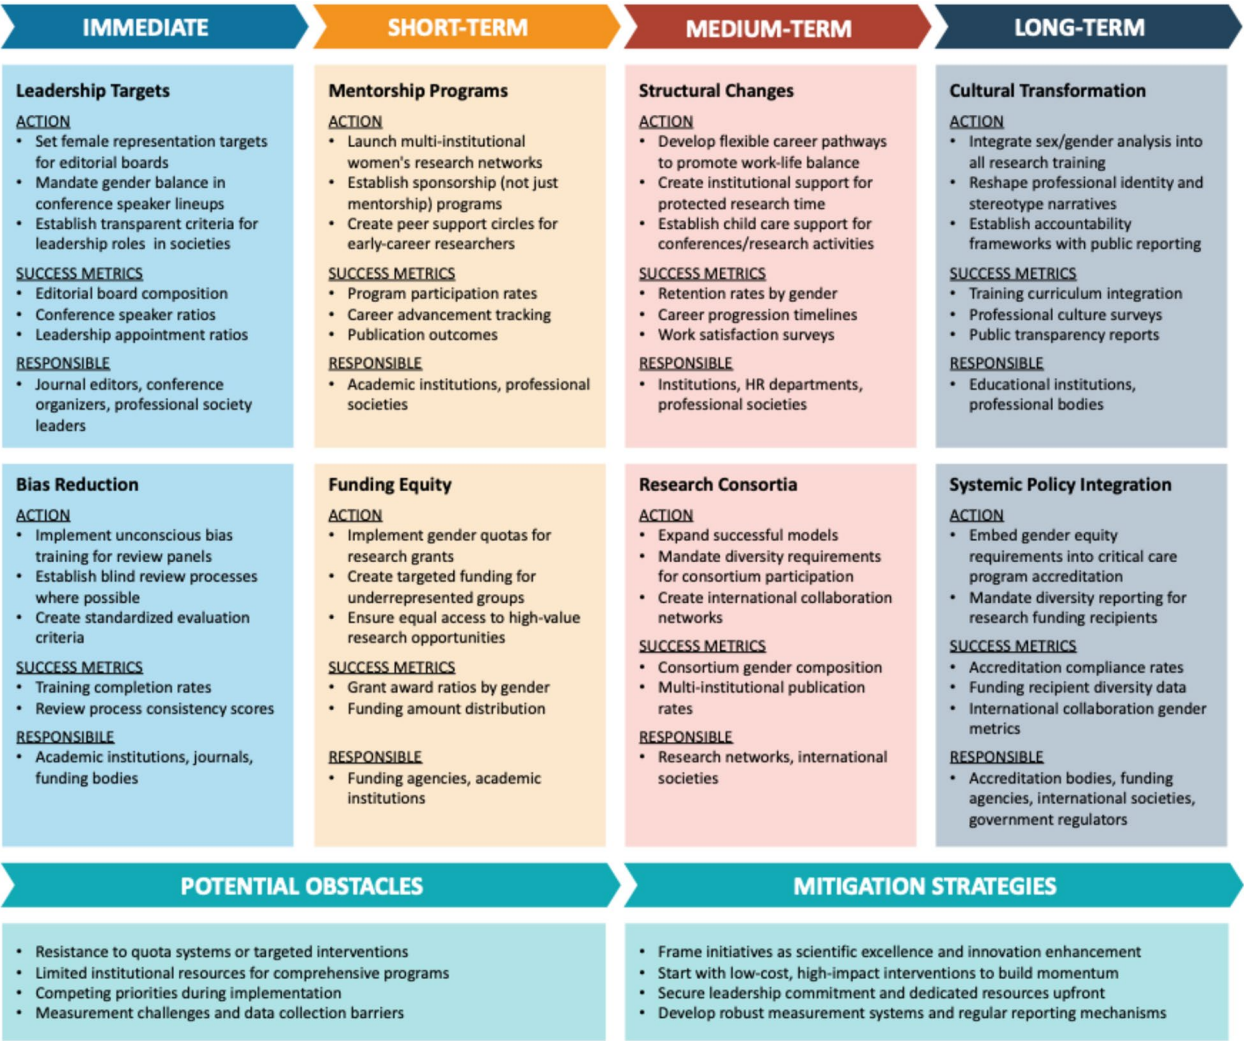 IMMEDIATE
SHORT-TERM
MEDIUM-TERM
LONG-TERM
Leadership Targets
ACTION
• Set female representation targets
for editorial boards
• Mandate gender balance in
conference speaker lineups
• Establish transparent criteria for
leadership roles in societies
SUCCESS METRICS
• Editorial board composition
• Conference speaker ratios
• Leadership appointment ratios
RESPONSIBLE
• Journal editors, conference
organizers, professional society
leaders
Mentorship Programs
ACTION
• Launch multi-institutional
women's research networks
• Establish sponsorship (not just
mentorship) programs
• Create peer support circles for
early-career researchers
SUCCESS METRICS
• Program participation rates
• Career advancement tracking
• Publication outcomes
RESPONSIBLE
• Academic institutions, professional
societies
Structural Changes
ACTION
• Develop flexible career pathways
to promote work-life balance
• Create institutional support for
protected research time
• Establish child care support for
conferences/research activities
SUCCESS METRICS
• Retention rates by gender
• Career progression timelines
• Work satisfaction surveys
RESPONSIBLE
• Institutions, HR departments,
professional societies
Cultural Transformation
ACTION
• Integrate sex/gender analysis into
all research training
• Reshape professional identity and
stereotype narratives
• Establish accountability
frameworks with public reporting
SUCCESS METRICS
• Training curriculum integration
• Professional culture surveys
• Public transparency reports
RESPONSIBLE
• Educational institutions,
professional bodies
Bias Reduction
ACTION
• Implement unconscious bias
training for review panels
• Establish blind review processes
where possible
• Create standardized evaluation
criteria
SUCCESS METRICS
• Training completion rates
• Review process consistency scores
RESPONSIBILE
• Academic institutions, journals,
funding bodies
Funding Equity
ACTION
• Implement gender quotas for
research grants
• Create targeted funding for
underrepresented groups
• Ensure equal access to high-value
research opportunities
SUCCESS METRICS
• Grant award ratios by gender
• Funding amount distribution
RESPONSIBLE
• Funding agencies, academic
institutions
Research Consortia
ACTION
• Expand successful models
• Mandate diversity requirements
for consortium participation
• Create international collaboration
networks
SUCCESS METRICS
• Consortium gender composition
• Multi-institutional publication
rates
RESPONSIBLE
• Research networks, international
societies
Systemic Policy Integration
ACTION
• Embed gender equity
requirements into critical care
program accreditation
• Mandate diversity reporting for
research funding recipients
SUCCESS METRICS
• Accreditation compliance rates
• Funding recipient diversity data
• International collaboration gender
metrics
RESPONSIBLE
• Accreditation bodies, funding
agencies, international societies,
government regulators
POTENTIAL OBSTACLES
• Resistance to quota systems or targeted interventions
• Limited institutional resources for comprehensive programs
• Competing priorities during implementation
• Measurement challenges and data collection barriers
MITIGATION STRATEGIES
• Frame initiatives as scientific excellence and innovation enhancement
• Start with low-cost, high-impact interventions to build momentum
• Secure leadership commitment and dedicated resources upfront
• Develop robust measurement systems and regular reporting mechanisms